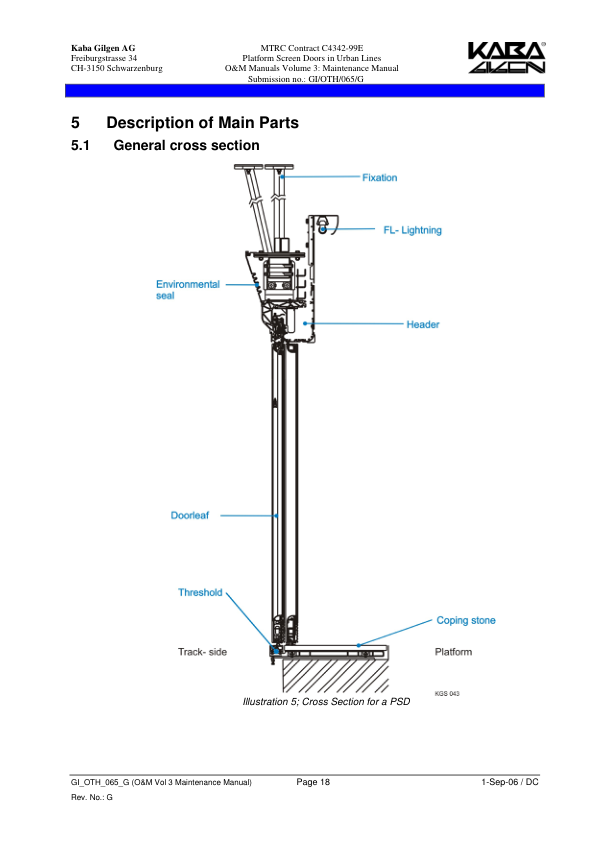 Kaba Gilgen AG
Freiburgstrasse 34
CH-3150 Schwarzenburg
MTRC Contract C4342-99E
Platform Screen Doors in Urban Lines
O&M Manuals Volume 3: Maintenance Manual
Submission no.: GI/OTH/065/G
KABA®
GILGEN
5 Description of Main Parts
5.1 General cross section
Fixation
FL- Lightning
Environmental
seal
Header
Doorleaf
Threshold
Coping stone
Track- side
Platform
KGS 043
Illustration 5; Cross Section for a PSD
GI_OTH_065_G (O&M Vol 3 Maintenance Manual) Page 18 1-Sep-06 / DC
Rev. No.: G